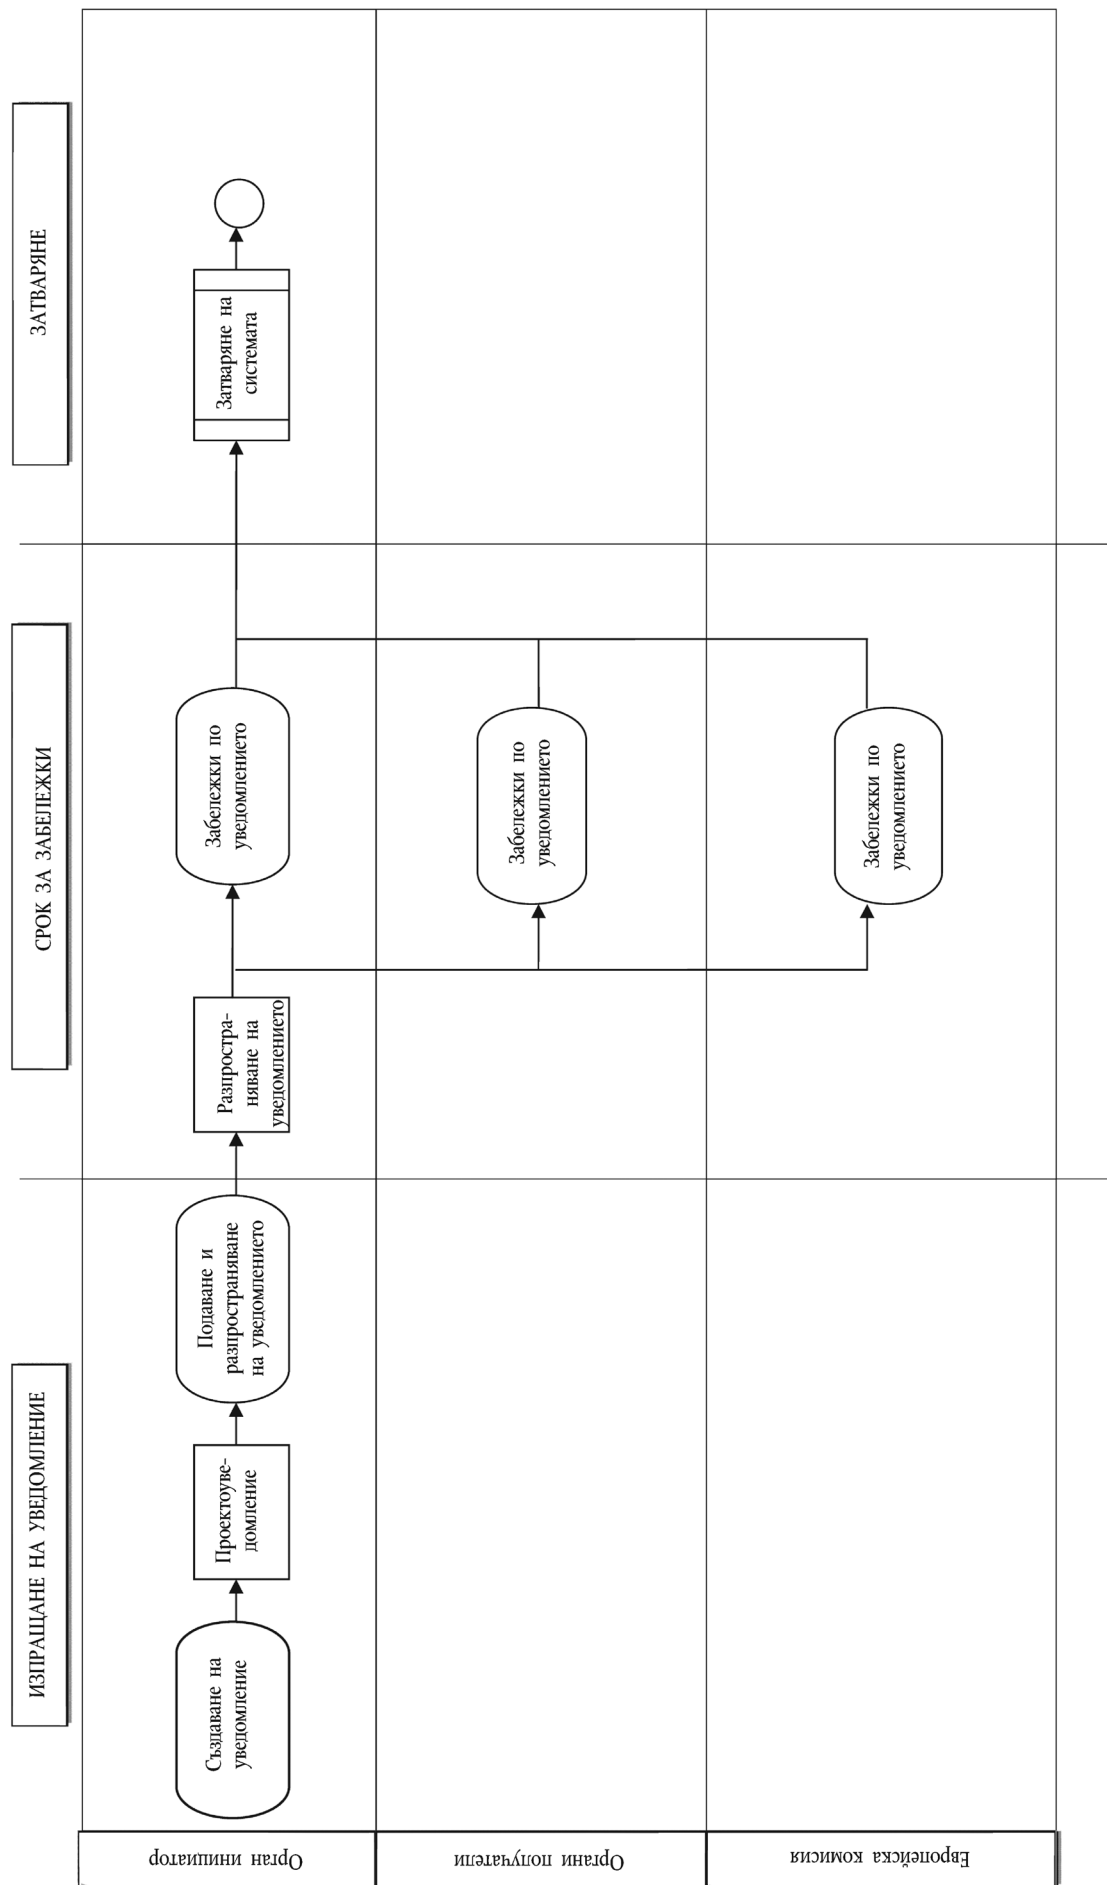 ИЗПРАЩАНЕ НА УВЕДОМЛЕНИЕ
СРОК ЗА ЗАБЕЛЕЖКИ
ЗАТВАРЯНЕ
Орган инициатор
Създаване на
уведомление
Проектоуве-
домление
Подаване и
разпространяване
на уведомлението
Разпростра-
няване на
уведомлението
Забележки по
уведомлението
Затваряне на
системата
Органи получатели
Забележки по
уведомлението
Европейска комисия
Забележки по
уведомлението